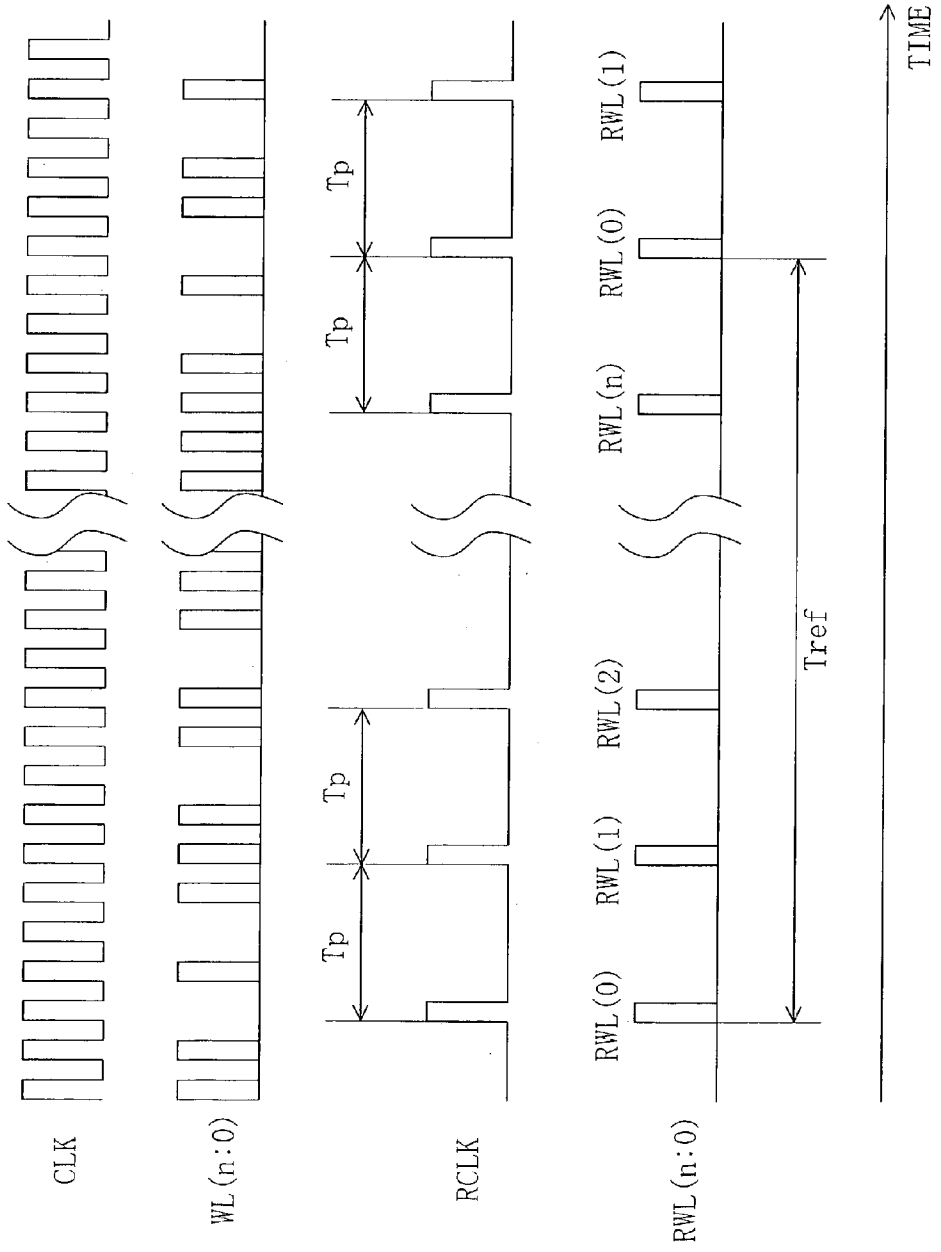 CLK
WL(n:0)
RCLK
Tp
Tp
Tp
Tp
RWL(n:0)
RWL(0)
RWL(1)
RWL(2)
RWL(n)
RWL(0)
RWL(1)
Tref
TIME